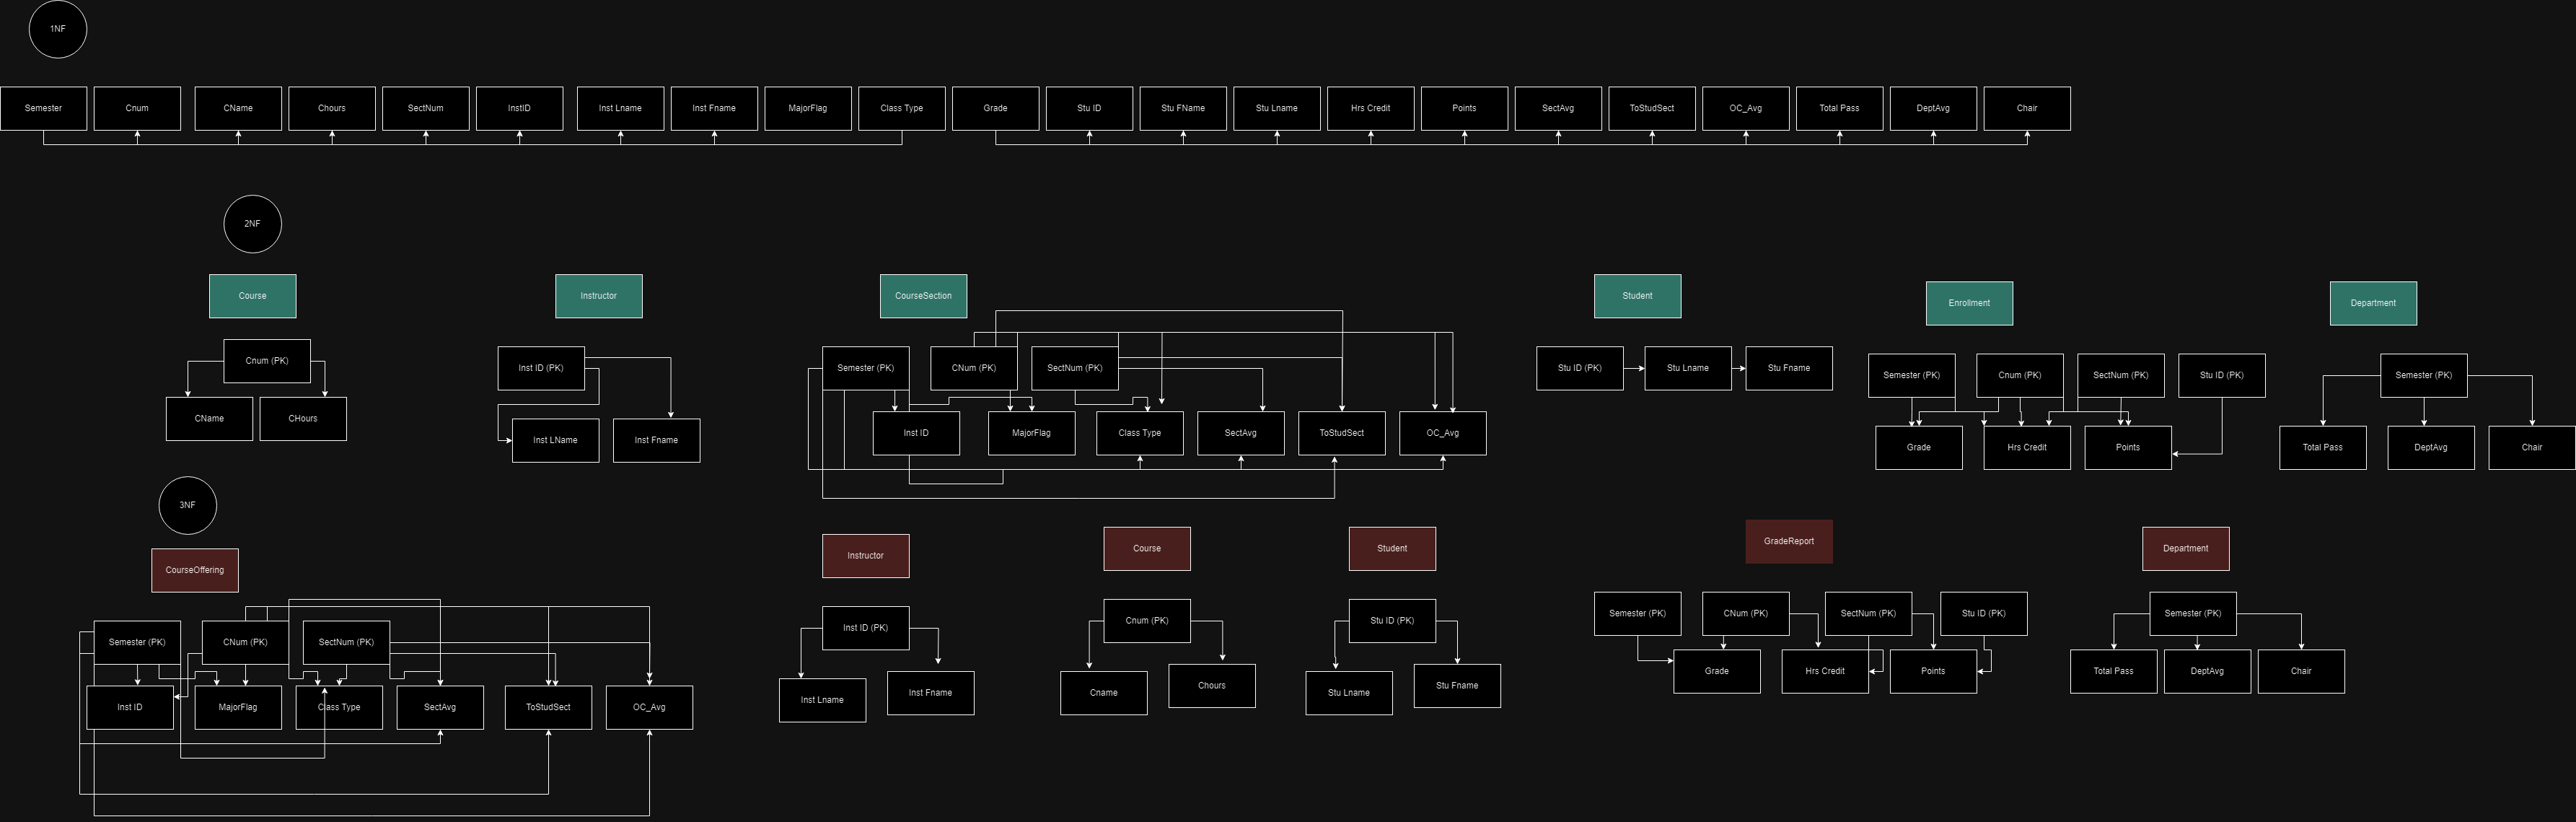 1NF
Semester
Cnum
CName
Chours
SectNum
InstID
Inst Lname
Inst Fname
MajorFlag
Class Type
Grade
Stu ID
Stu FName
Stu Lname
Hrs Credit
Points
SectAvg
ToStudSect
OC_Avg
Total Pass
DeptAvg
Chair
2NF
Course
Cnum (PK)
CName
CHours
Instructor
Inst ID (PK)
Inst LName
Inst Fname
CourseSection
Semester (PK)
CNum (PK)
SectNum (PK)
Inst ID
MajorFlag
Class Type
SectAvg
ToStudSect
OC_Avg
Student
Stu ID (PK)
Stu Lname
Stu Fname
Enrollment
Semester (PK)
Cnum (PK)
SectNum (PK)
Stu ID (PK)
Grade
Hrs Credit
Points
Department
Semester (PK)
Total Pass
DeptAvg
Chair
3NF
CourseOffering
Semester (PK)
CNum (PK)
SectNum (PK)
Inst ID
MajorFlag
Class Type
SectAvg
ToStudSect
OC_Avg
Instructor
Inst ID (PK)
Inst Lname
Inst Fname
Course
Cnum (PK)
Cname
Chours
Student
Stu ID (PK)
Stu Lname
Stu Fname
GradeReport
Semester (PK)
CNum (PK)
SectNum (PK)
Stu ID (PK)
Grade
Hrs Credit
Points
Department
Semester (PK)
Total Pass
DeptAvg
Chair